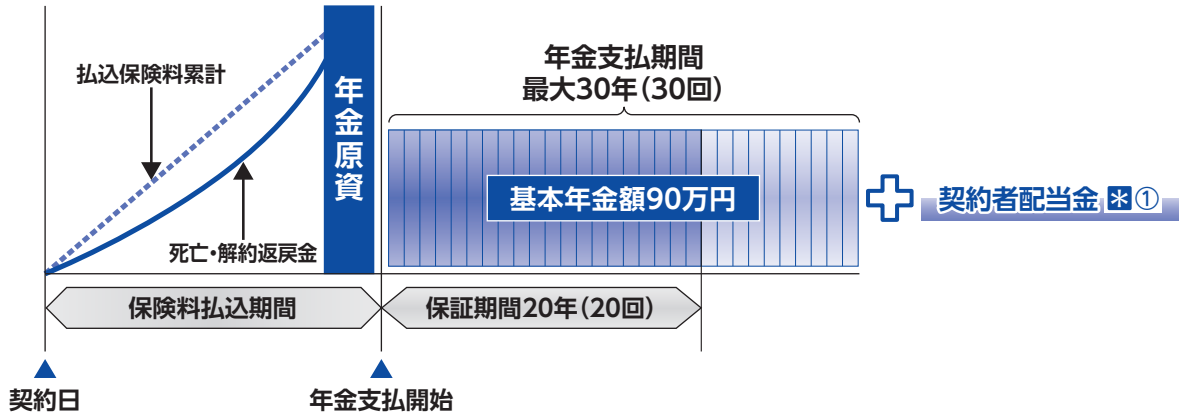 払込保険料累計
死亡・解約返戻金
年金原資
年金支払期間
最大30年(30回)
基本年金額90万円
契約者配当金 *①
保険料払込期間
保証期間20年(20回)
契約日
年金支払開始